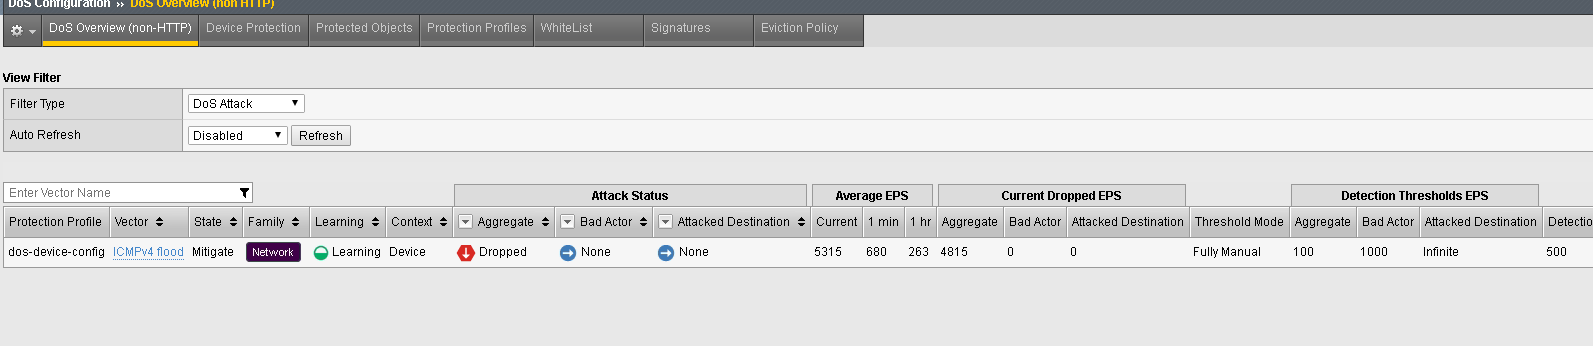 DoS Configuration ›› DoS Overview (non HTTP)
DoS Overview (non-HTTP) Device Protection Protected Objects Protection Profiles WhiteList Signatures Eviction Policy
View Filter
Filter Type DoS Attack
Auto Refresh Disabled Refresh
Enter Vector Name Attack Status Average EPS Current Dropped EPS Detection Thresholds EPS
Protection Profile Vector State Family Learning Context Aggregate Bad Actor Attacked Destination Current 1 min 1 hr Aggregate Bad Actor Attacked Destination Threshold Mode Aggregate Bad Actor Attacked Destination Detectio
dos-device-config ICMPv4 flood Mitigate Network Learning Device Dropped None None 5315 680 263 4815 0 0 Fully Manual 100 1000 Infinite 500